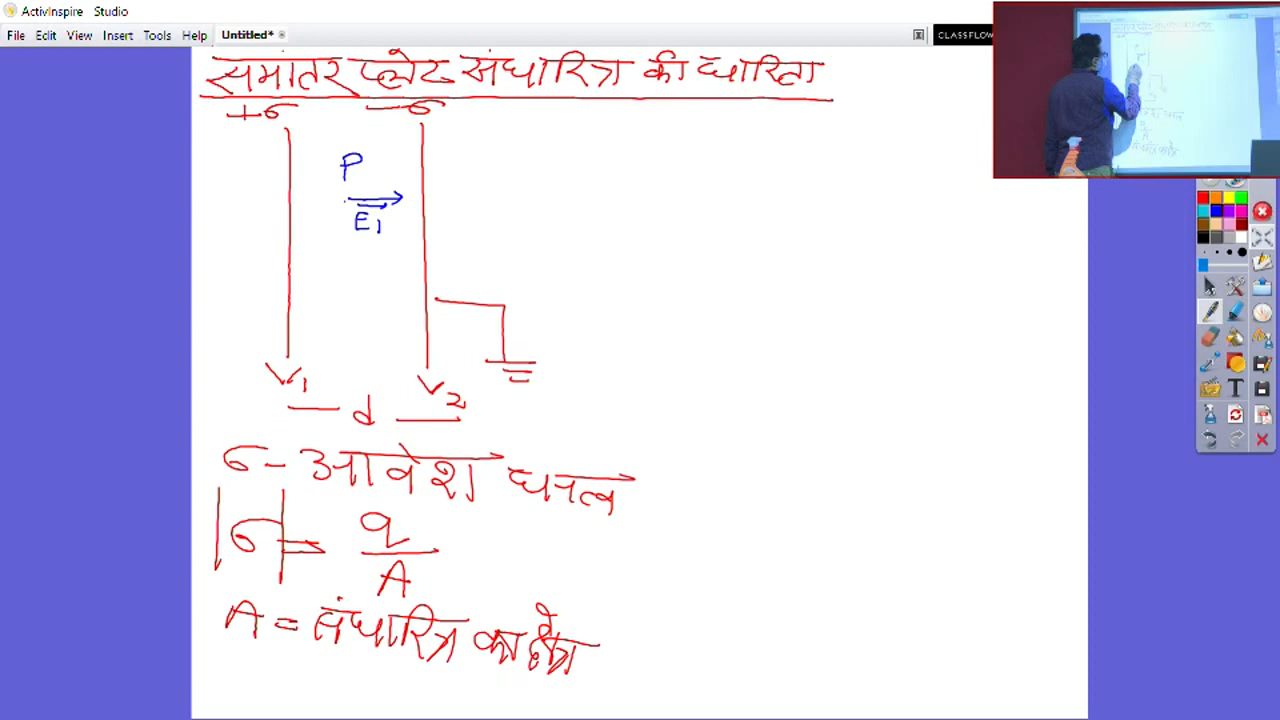 ActivInspire Studio
File Edit View Insert Tools Help Untitled* CLASSFLOW
समांतर प्लेट संधारित्र की धारिता
+σ -σ
P
E1
V1 V2
d
σ - आवेश घनत्व
|σ| = q/A
A = संधारित्र का क्षेत्र